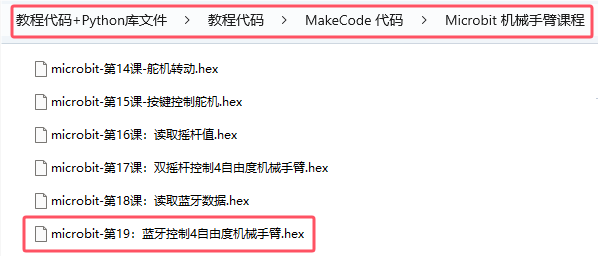 教程代码+Python库文件 > 教程代码 > MakeCode 代码 > Microbit 机械手臂课程
microbit-第14课-舵机转动.hex
microbit-第15课-按键控制舵机.hex
microbit-第16课：读取摇杆值.hex
microbit-第17课：双摇杆控制4自由度机械手臂.hex
microbit-第18课：读取蓝牙数据.hex
microbit-第19：蓝牙控制4自由度机械手臂.hex